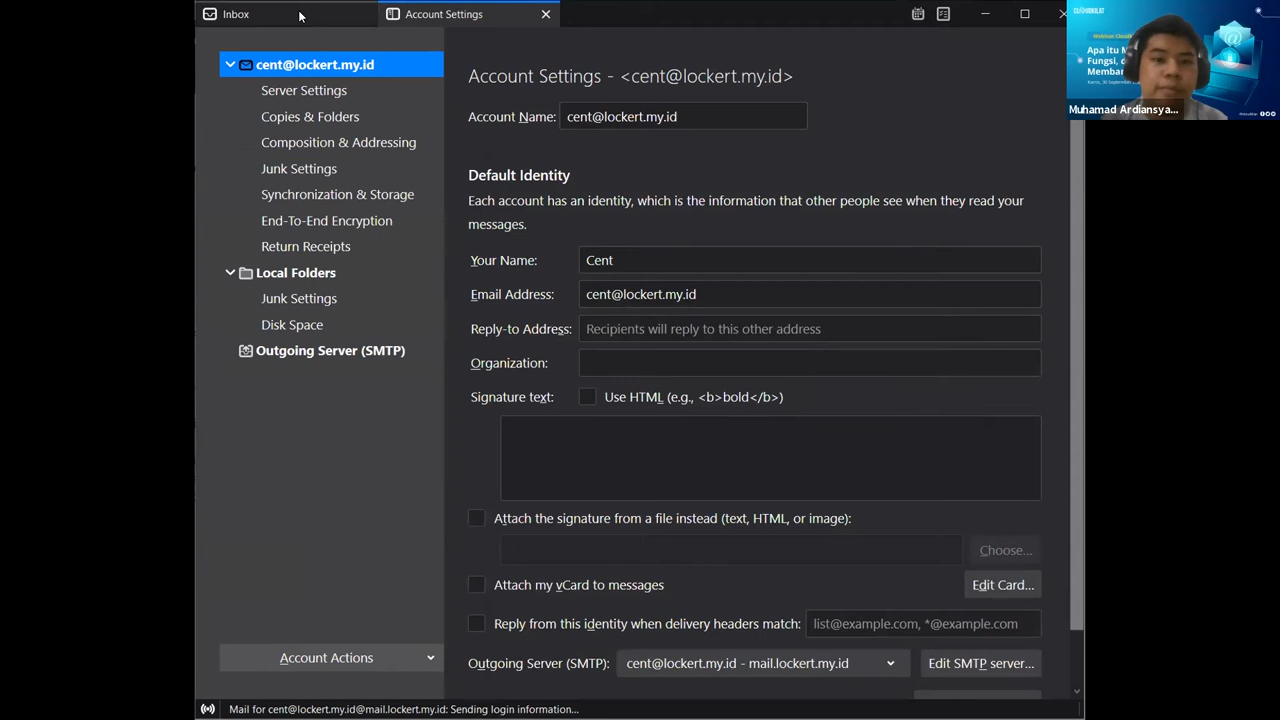 Inbox
Account Settings
cent@lockert.my.id
Server Settings
Copies & Folders
Composition & Addressing
Junk Settings
Synchronization & Storage
End-To-End Encryption
Return Receipts
Local Folders
Junk Settings
Disk Space
Outgoing Server (SMTP)
Account Actions
Account Settings - <cent@lockert.my.id>
Account Name: cent@lockert.my.id
Default Identity
Each account has an identity, which is the information that other people see when they read your
messages.
Your Name: Cent
Email Address: cent@lockert.my.id
Reply-to Address: Recipients will reply to this other address
Organization:
Signature text: Use HTML (e.g., <b>bold</b>)
Attach the signature from a file instead (text, HTML, or image):
Choose...
Attach my vCard to messages
Edit Card...
Reply from this identity when delivery headers match: list@example.com, *@example.com
Outgoing Server (SMTP): cent@lockert.my.id - mail.lockert.my.id
Edit SMTP server...
Mail for cent@lockert.my.id@mail.lockert.my.id: Sending login information...
Apa itu
Fungsi, d
Memban
Muhamad Ardiansya...